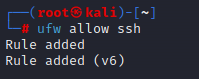 ┌──(root㉿kali)-[~]
└─# ufw allow ssh
Rule added
Rule added (v6)